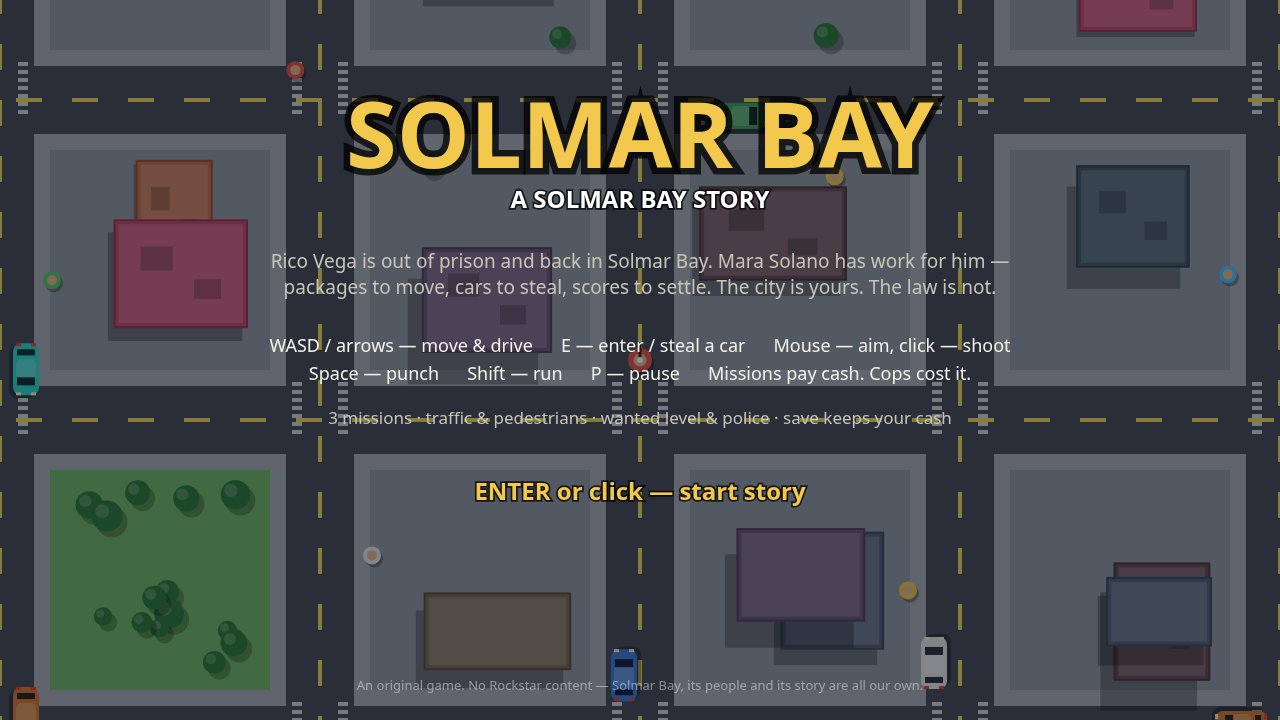 SOLMAR BAY
A SOLMAR BAY STORY
Rico Vega is out of prison and back in Solmar Bay. Mara Solano has work for him —
packages to move, cars to steal, scores to settle. The city is yours. The law is not.
WASD / arrows — move & drive E — enter / steal a car Mouse — aim, click — shoot
Space — punch Shift — run P — pause Missions pay cash. Cops cost it.
3 missions · traffic & pedestrians · wanted level & police · save keeps your cash
ENTER or click — start story
An original game. No Rockstar content — Solmar Bay, its people and its story are all our own.